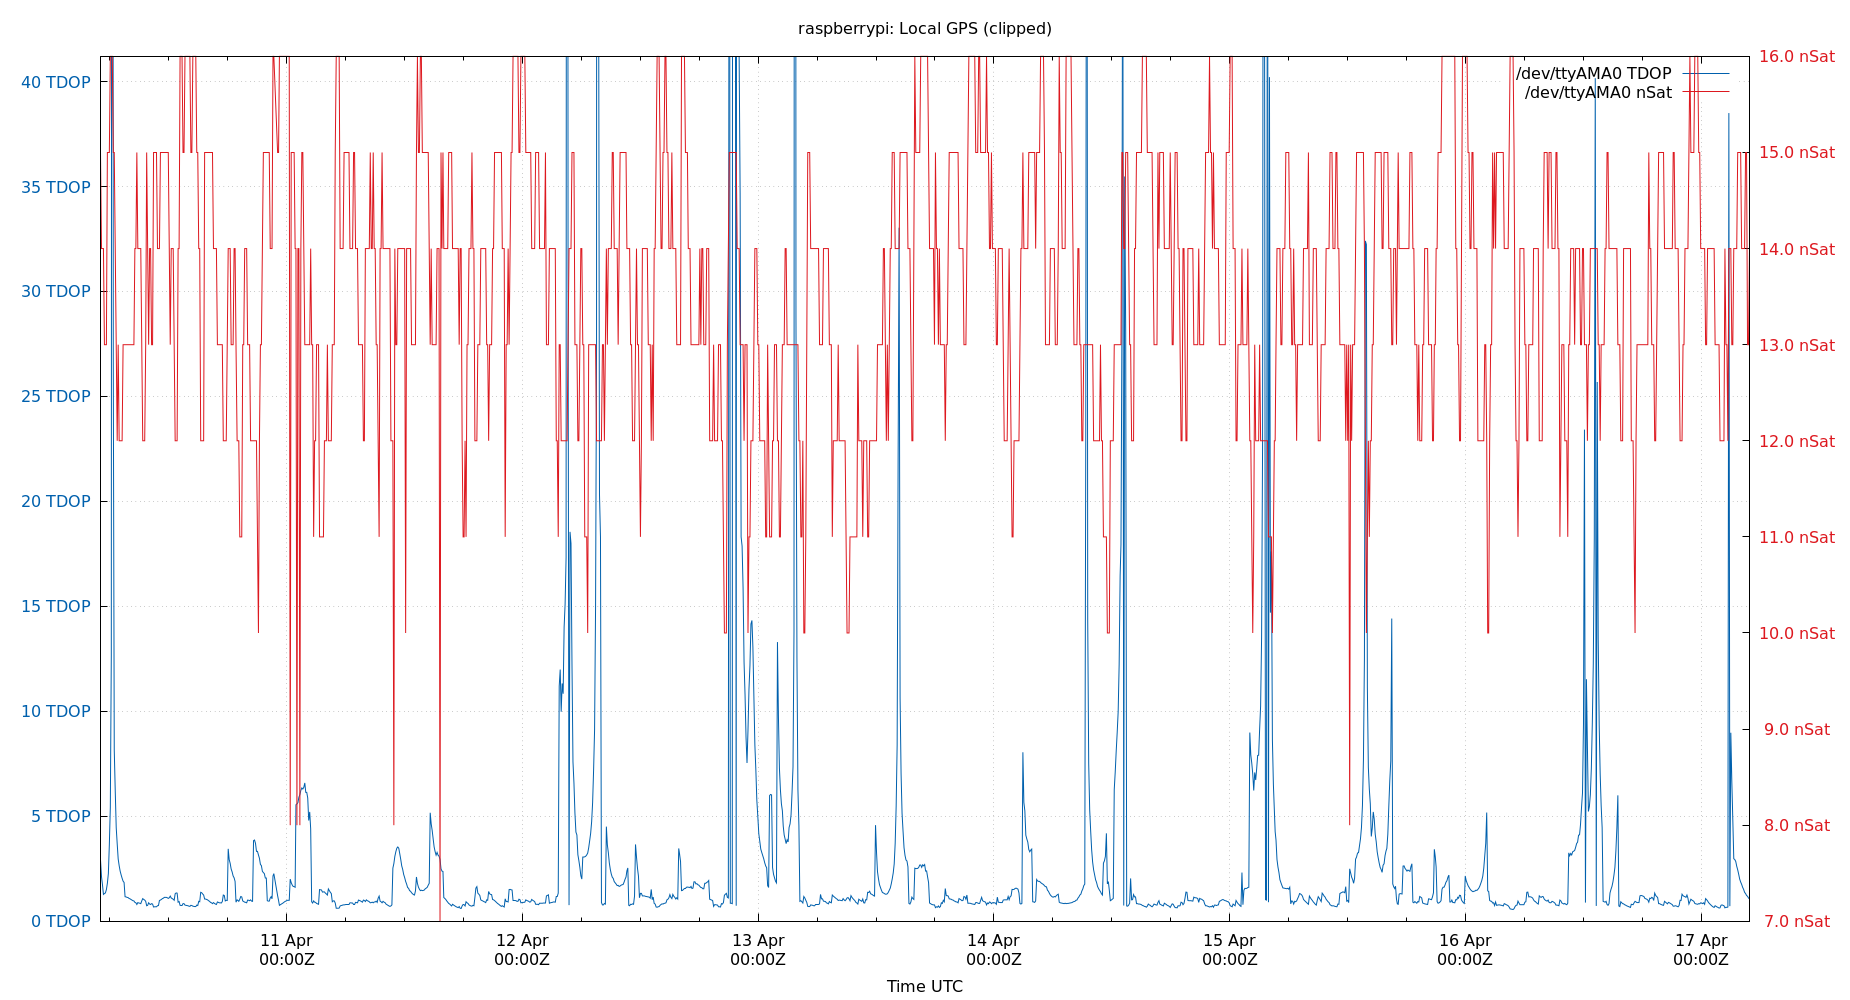 raspberrypi: Local GPS (clipped)
/dev/ttyAMA0 TDOP
/dev/ttyAMA0 nSat
40 TDOP
35 TDOP
30 TDOP
25 TDOP
20 TDOP
15 TDOP
10 TDOP
5 TDOP
0 TDOP
16.0 nSat
15.0 nSat
14.0 nSat
13.0 nSat
12.0 nSat
11.0 nSat
10.0 nSat
9.0 nSat
8.0 nSat
7.0 nSat
11 Apr 12 Apr 13 Apr 14 Apr 15 Apr 16 Apr 17 Apr
00:00Z 00:00Z 00:00Z 00:00Z 00:00Z 00:00Z 00:00Z
Time UTC